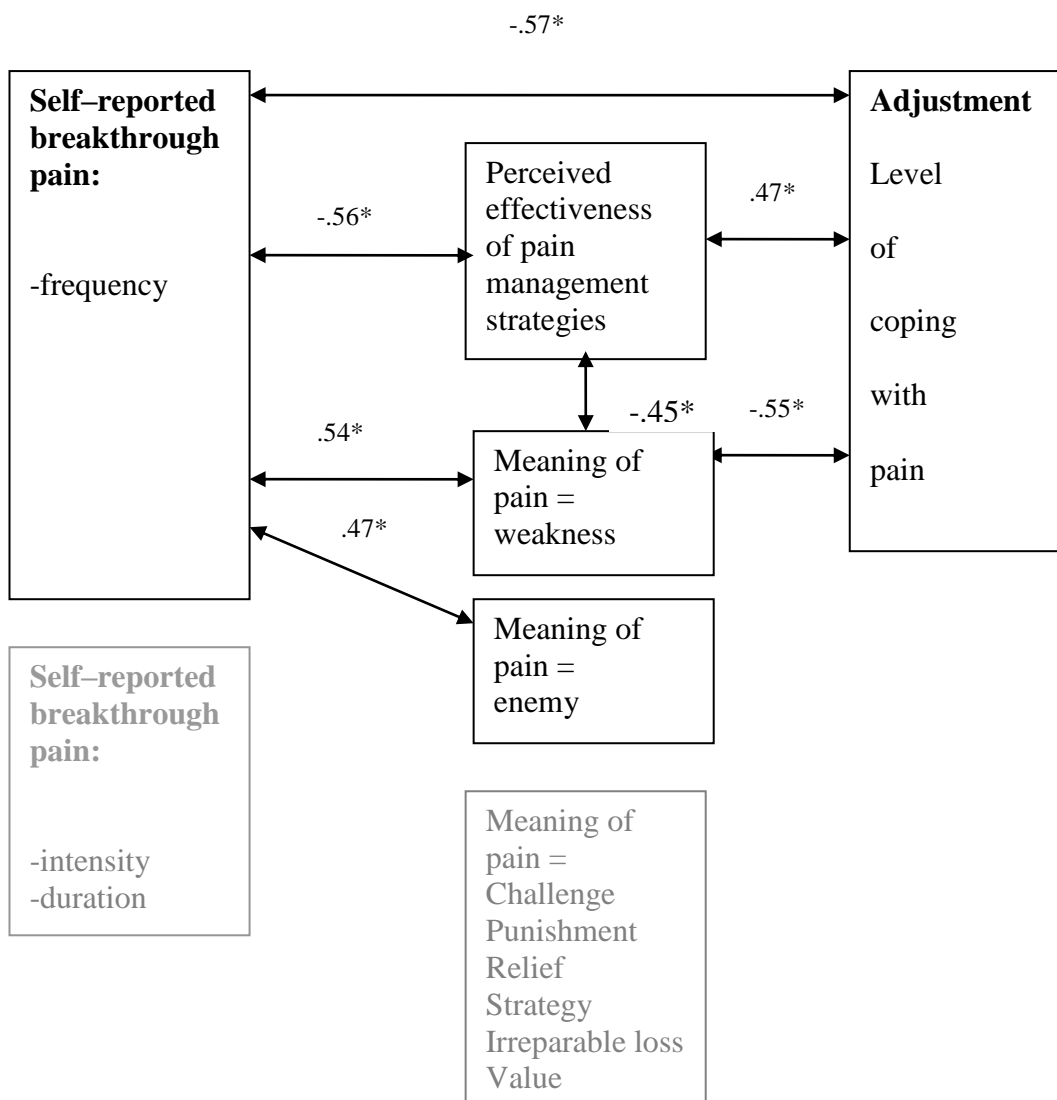 -.57*
Self–reported
breakthrough
pain:
-frequency
-.56*
Perceived
effectiveness
of pain
management
strategies
.47*
Adjustment
Level
of
coping
with
pain
-.45*
-.55*
.54*
Meaning of
pain =
weakness
.47*
Meaning of
pain =
enemy
Self–reported
breakthrough
pain:
-intensity
-duration
Meaning of
pain =
Challenge
Punishment
Relief
Strategy
Irreparable loss
Value